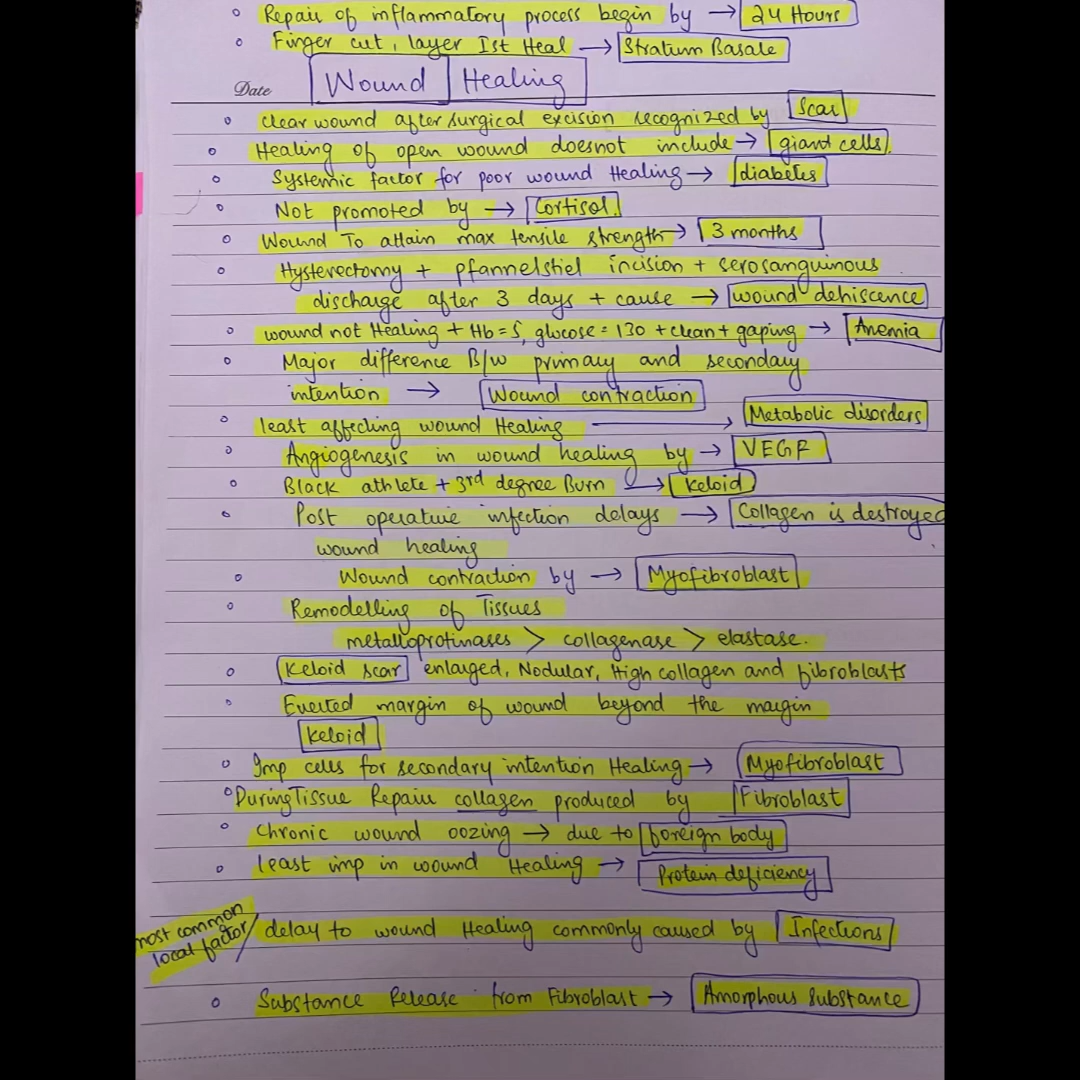 Repair of inflammatory process begin by → 24 Hours
Finger cut, layer Ist Heal → Stratum Basale
Date Wound Healing
clear wound after surgical excision recognized by Scar
Healing of open wound doesnot include → giant cells.
Systemic factor for poor wound Healing → diabetes
Not promoted by → Cortisol.
Wound To attain max tensile strength → 3 months
Hysterectomy + pfannelstiel incision + serosanguinous
discharge after 3 days + cause → wound dehiscence
wound not Healing + Hb = 5, glucose = 130 + clean + gaping → Anemia
Major difference B/w primary and secondary
intention → Wound contraction
least affecting wound Healing → Metabolic disorders
Angiogenesis in wound healing by → VEGF
Black athlete + 3rd degree Burn → Keloid
Post operative infection delays → Collagen is destroyed
wound healing
Wound contraction by → Myofibroblast
Remodelling of Tissues
metalloprotinases > collagenase > elastase.
Keloid scar enlarged, Nodular, High collagen and fibroblasts
Everted margin of wound beyond the margin
keloid
Imp cells for secondary intention Healing → Myofibroblast
During Tissue Repair collagen produced by Fibroblast
Chronic wound oozing → due to foreign body
least imp in wound Healing → Protein deficiency
most common
local factor/ delay to wound Healing commonly caused by Infections
Substance Release from Fibroblast → Amorphous substance